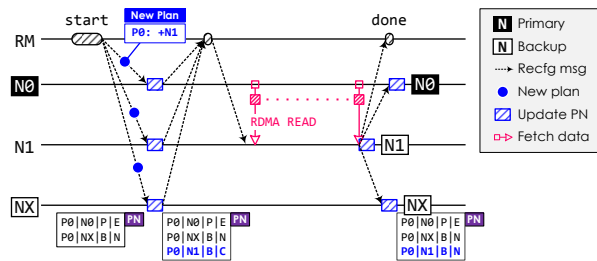 start
New Plan
done
RM
P0: +N1
N0
N0
RDMA READ
N1
N1
NX
NX
P0|N0|P|E
P0|NX|B|N
PN
P0|N0|P|E
P0|NX|B|N
P0|N1|B|C
PN
P0|N0|P|E
P0|NX|B|N
P0|N1|B|N
PN
N Primary
N Backup
Recfg msg
New plan
Update PN
Fetch data